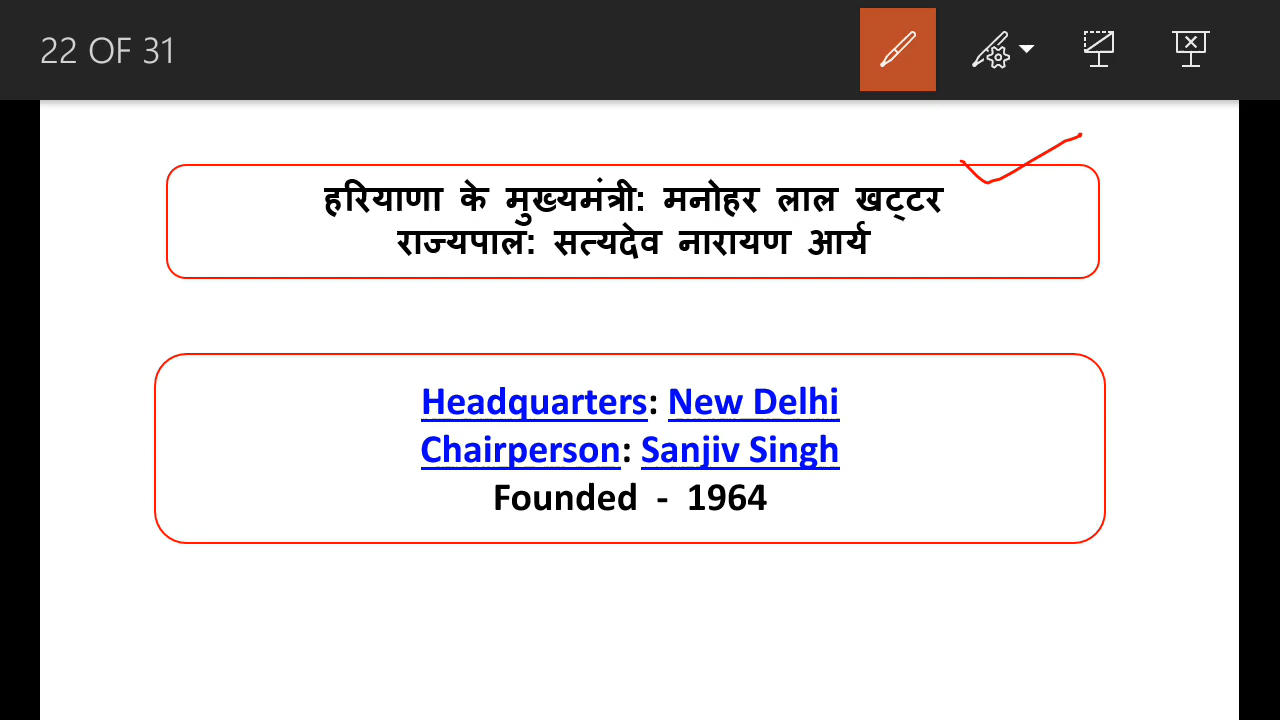 22 OF 31
हरियाणा के मुख्यमंत्री: मनोहर लाल खट्टर
राज्यपाल: सत्यदेव नारायण आर्य
Headquarters: New Delhi
Chairperson: Sanjiv Singh
Founded - 1964